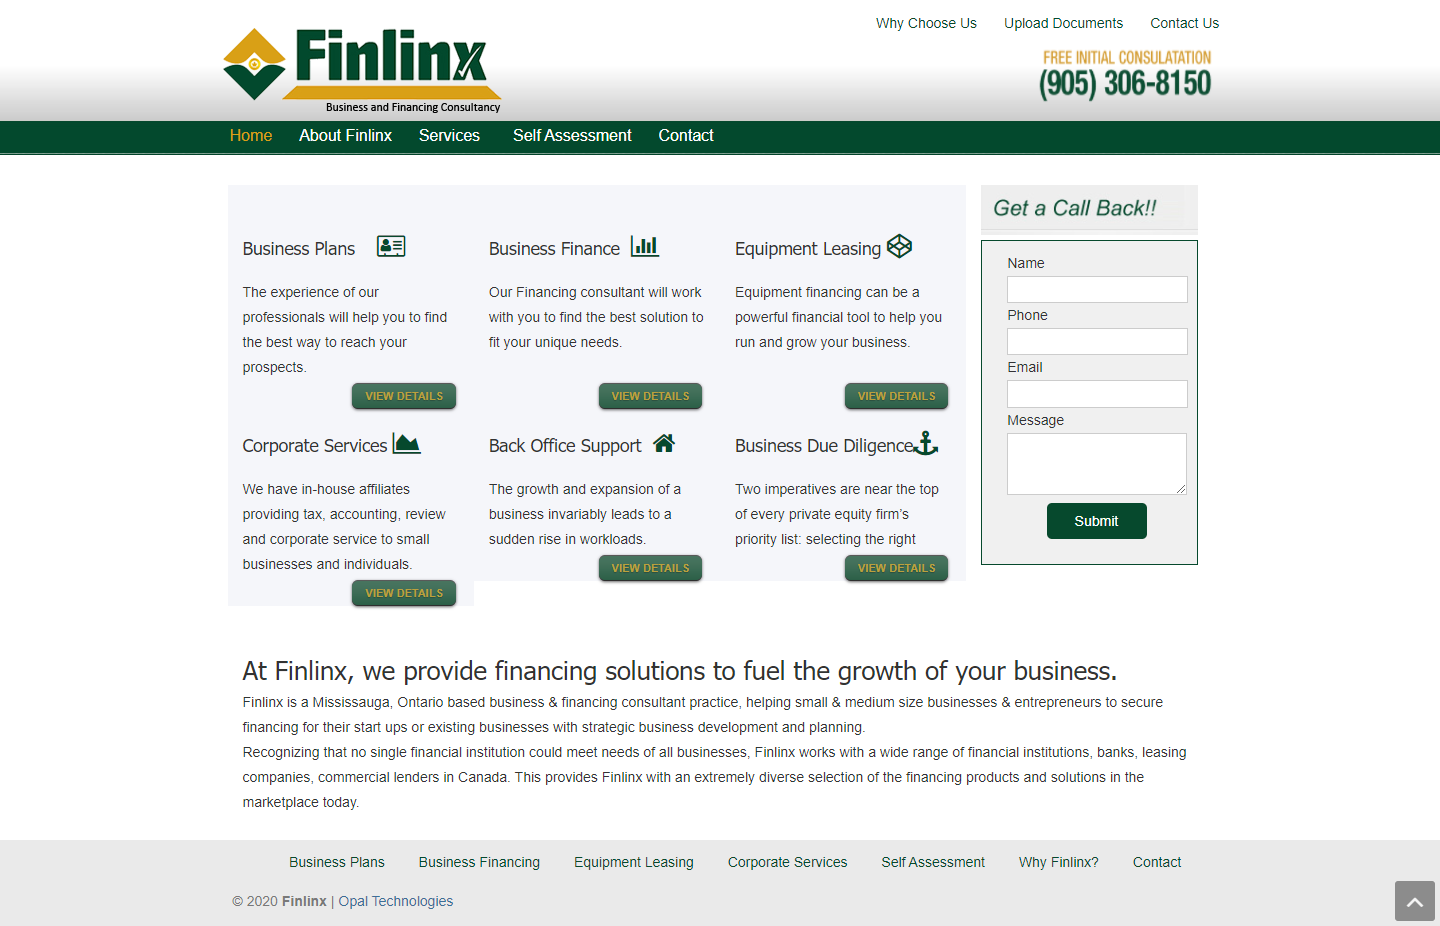 Why Choose Us
Upload Documents
Contact Us
Finlinx
Business and Financing Consultancy
FREE INITIAL CONSULATATION
(905) 306-8150
Home
About Finlinx
Services
Self Assessment
Contact
Business Plans
The experience of our
professionals will help you to find
the best way to reach your
prospects.
VIEW DETAILS
Business Finance
Our Financing consultant will work
with you to find the best solution to
fit your unique needs.
VIEW DETAILS
Equipment Leasing
Equipment financing can be a
powerful financial tool to help you
run and grow your business.
VIEW DETAILS
Corporate Services
We have in-house affiliates
providing tax, accounting, review
and corporate service to small
businesses and individuals.
VIEW DETAILS
Back Office Support
The growth and expansion of a
business invariably leads to a
sudden rise in workloads.
VIEW DETAILS
Business Due Diligence
Two imperatives are near the top
of every private equity firm’s
priority list: selecting the right
VIEW DETAILS
Get a Call Back!!
Name
Phone
Email
Message
Submit
At Finlinx, we provide financing solutions to fuel the growth of your business.
Finlinx is a Mississauga, Ontario based business & financing consultant practice, helping small & medium size businesses & entrepreneurs to secure
financing for their start ups or existing businesses with strategic business development and planning.
Recognizing that no single financial institution could meet needs of all businesses, Finlinx works with a wide range of financial institutions, banks, leasing
companies, commercial lenders in Canada. This provides Finlinx with an extremely diverse selection of the financing products and solutions in the
marketplace today.
Business Plans
Business Financing
Equipment Leasing
Corporate Services
Self Assessment
Why Finlinx?
Contact
© 2020 Finlinx | Opal Technologies